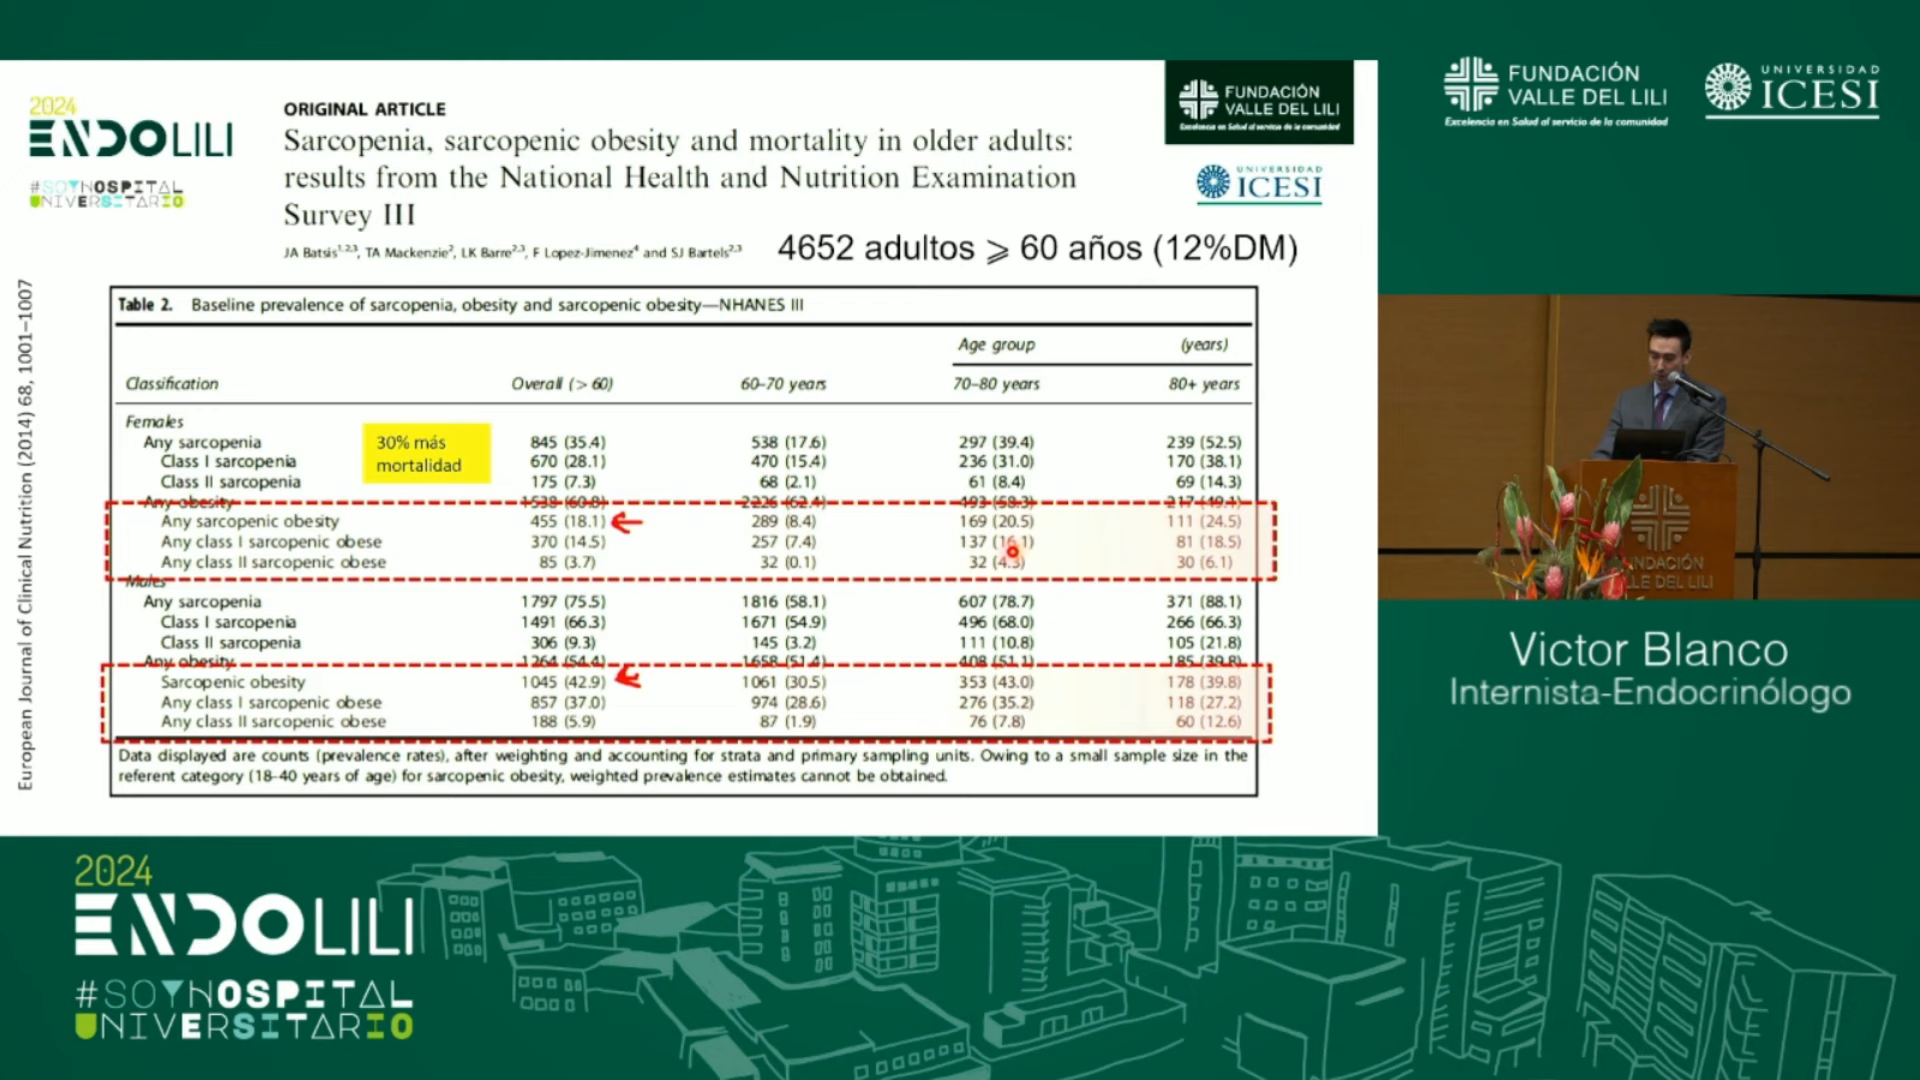 2024
ENDOLILI
#SOYHOSPITAL
UNIVERSITARIO
ORIGINAL ARTICLE
Sarcopenia, sarcopenic obesity and mortality in older adults:
results from the National Health and Nutrition Examination
Survey III
JA Batsis1,2,3, TA Mackenzie2, LK Barre2,3, F Lopez-Jimenez4 and SJ Bartels2,3
4652 adultos ⩾ 60 años (12%DM)
FUNDACIÓN
VALLE DEL LILI
Excelencia en Salud al servicio de la comunidad
UNIVERSIDAD
ICESI
European Journal of Clinical Nutrition (2014) 68, 1001–1007
Table 2. Baseline prevalence of sarcopenia, obesity and sarcopenic obesity—NHANES III
Age group (years)
Classification Overall (> 60) 60–70 years 70–80 years 80+ years
Females
Any sarcopenia 845 (35.4) 538 (17.6) 297 (39.4) 239 (52.5)
Class I sarcopenia 670 (28.1) 470 (15.4) 236 (31.0) 170 (38.1)
Class II sarcopenia 175 (7.3) 68 (2.1) 61 (8.4) 69 (14.3)
30% más
mortalidad
Any obesity 1538 (60.8) 2226 (62.4) 493 (58.3) 217 (49.1)
Any sarcopenic obesity 455 (18.1) 289 (8.4) 169 (20.5) 111 (24.5)
Any class I sarcopenic obese 370 (14.5) 257 (7.4) 137 (16.1) 81 (18.5)
Any class II sarcopenic obese 85 (3.7) 32 (0.1) 32 (4.3) 30 (6.1)
Males
Any sarcopenia 1797 (75.5) 1816 (58.1) 607 (78.7) 371 (88.1)
Class I sarcopenia 1491 (66.3) 1671 (54.9) 496 (68.0) 266 (66.3)
Class II sarcopenia 306 (9.3) 145 (3.2) 111 (10.8) 105 (21.8)
Any obesity 1264 (54.4) 1658 (51.4) 408 (51.1) 185 (39.8)
Sarcopenic obesity 1045 (42.9) 1061 (30.5) 353 (43.0) 178 (39.8)
Any class I sarcopenic obese 857 (37.0) 974 (28.6) 276 (35.2) 118 (27.2)
Any class II sarcopenic obese 188 (5.9) 87 (1.9) 76 (7.8) 60 (12.6)
Data displayed are counts (prevalence rates), after weighting and accounting for strata and primary sampling units. Owing to a small sample size in the
referent category (18–40 years of age) for sarcopenic obesity, weighted prevalence estimates cannot be obtained.
FUNDACIÓN
VALLE DEL LILI
Excelencia en Salud al servicio de la comunidad
UNIVERSIDAD
ICESI
Victor Blanco
Internista-Endocrinólogo
2024
ENDOLILI
#SOYHOSPITAL
UNIVERSITARIO